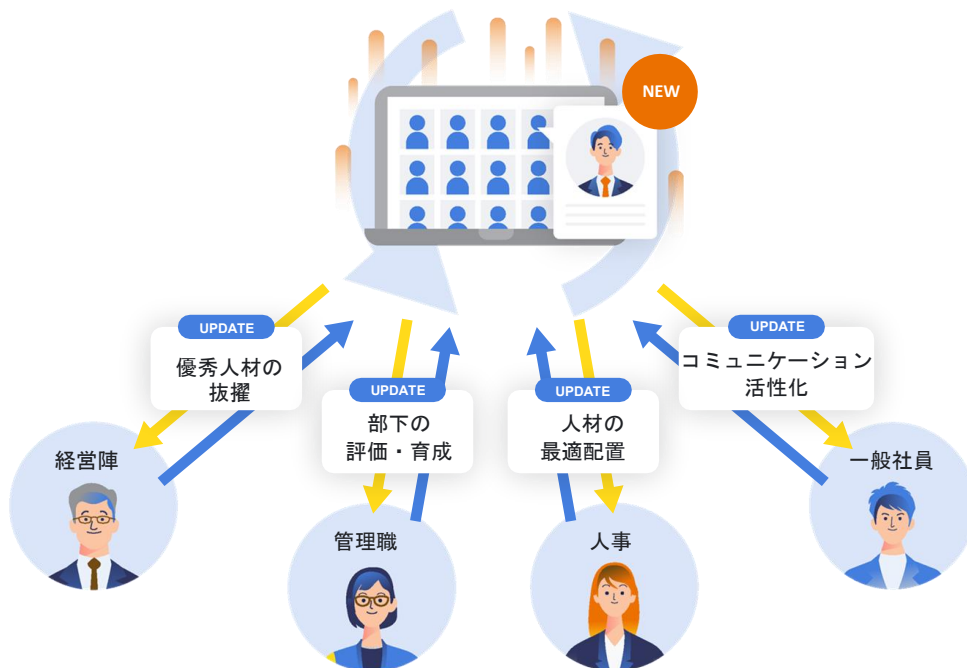 NEW
UPDATE
優秀人材の
抜擢
UPDATE
部下の
評価・育成
UPDATE
人材の
最適配置
UPDATE
コミュニケーション
活性化
経営陣
管理職
人事
一般社員